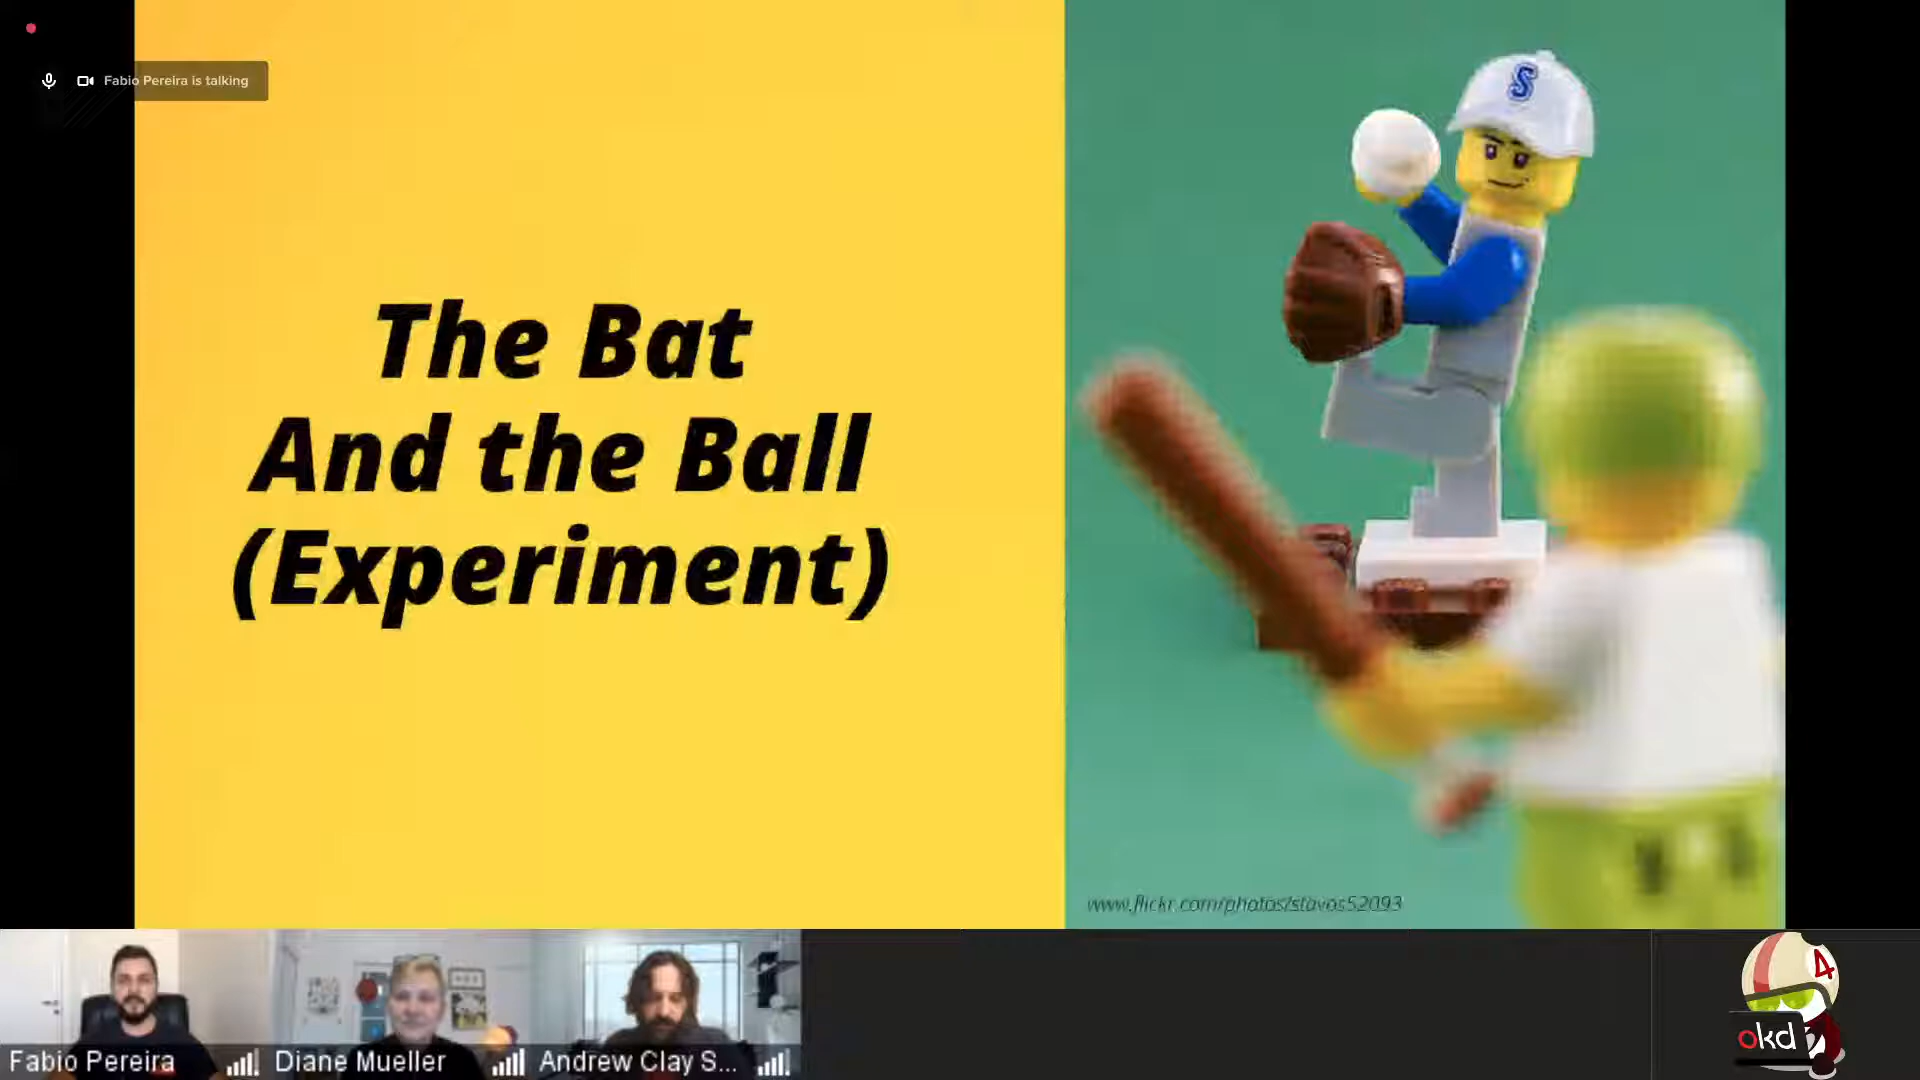 Fabio Pereira is talking
S
The Bat
And the Ball
(Experiment)
www.flickr.com/photos/stavos52093
Fabio Pereira
Diane Mueller
Andrew Clay S...
4
okd